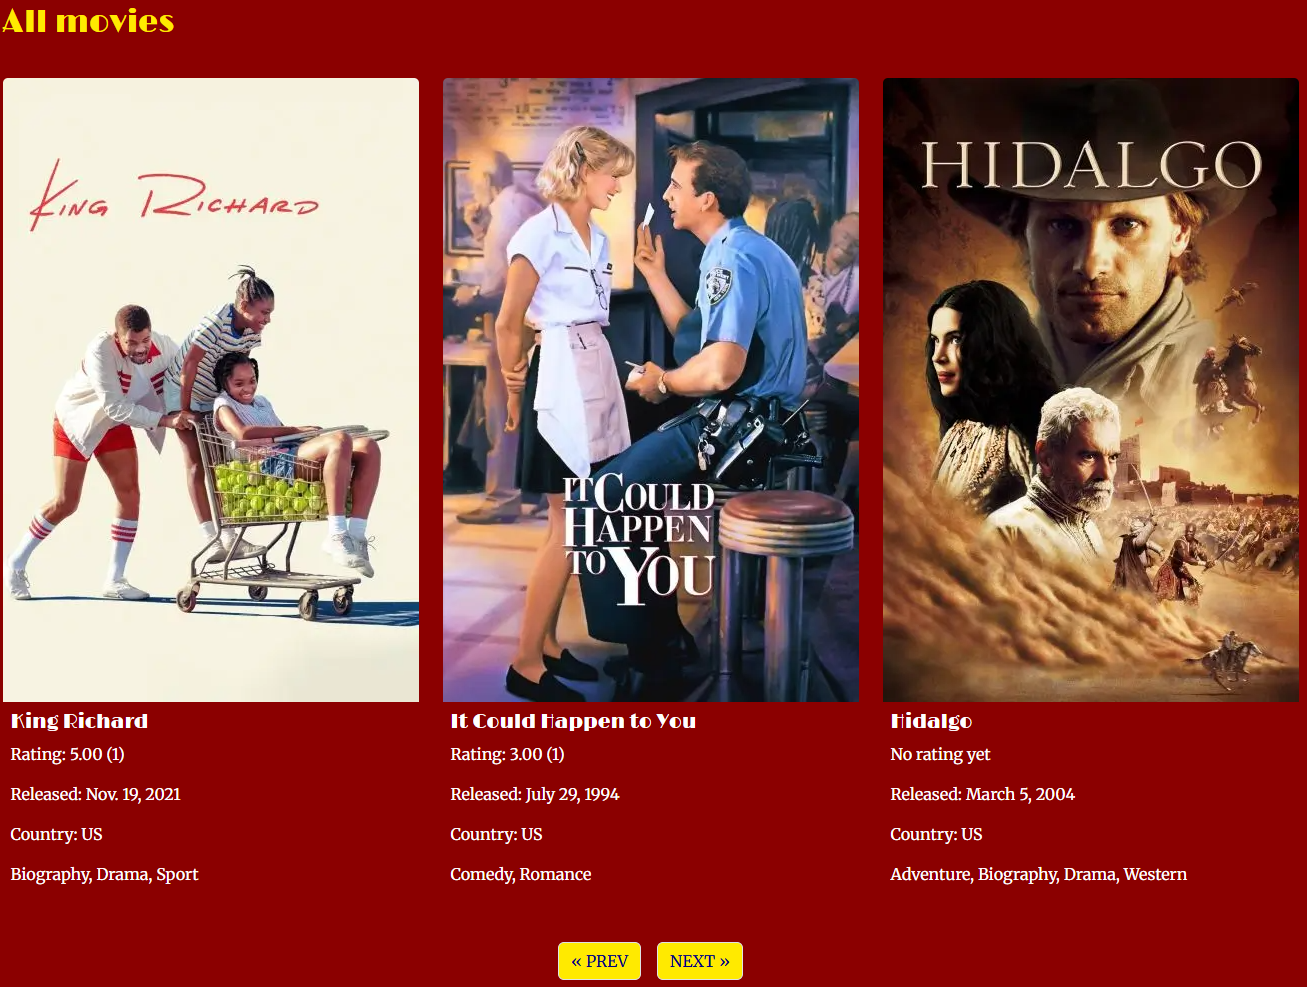 All movies
KING RICHARD
HIDALGO
IT COULD
HAPPEN
TO YOU
King Richard
Rating: 5.00 (1)
Released: Nov. 19, 2021
Country: US
Biography, Drama, Sport
It Could Happen to You
Rating: 3.00 (1)
Released: July 29, 1994
Country: US
Comedy, Romance
Hidalgo
No rating yet
Released: March 5, 2004
Country: US
Adventure, Biography, Drama, Western
« PREV
NEXT »